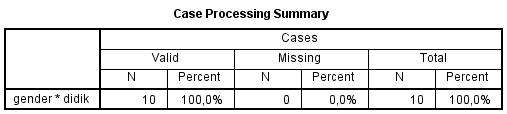 Case Processing Summary
Cases
Valid Missing Total
N Percent N Percent N Percent
gender * didik 10 100,0% 0 0,0% 10 100,0%